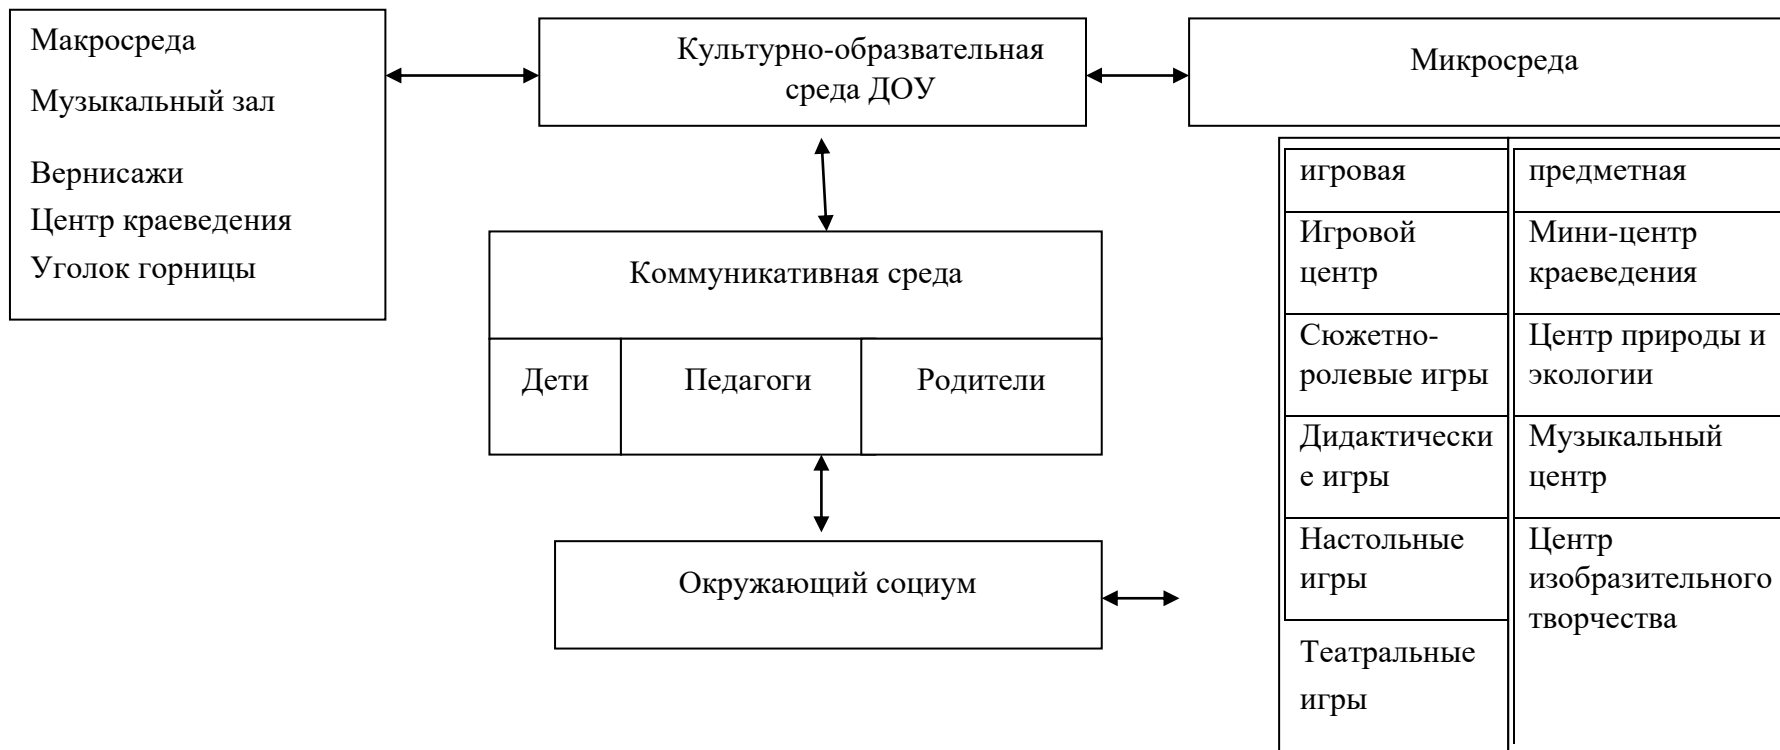 Макросреда
Музыкальный зал
Вернисажи
Центр краеведения
Уголок горницы
Культурно-образвательная
среда ДОУ
Микросреда
Коммуникативная среда
Дети
Педагоги
Родители
Окружающий социум
игровая
предметная
Игровой
центр
Мини-центр
краеведения
Сюжетно-
ролевые игры
Центр природы и
экологии
Дидактически
е игры
Музыкальный
центр
Настольные
игры
Центр
изобразительного
творчества
Театральные
игры